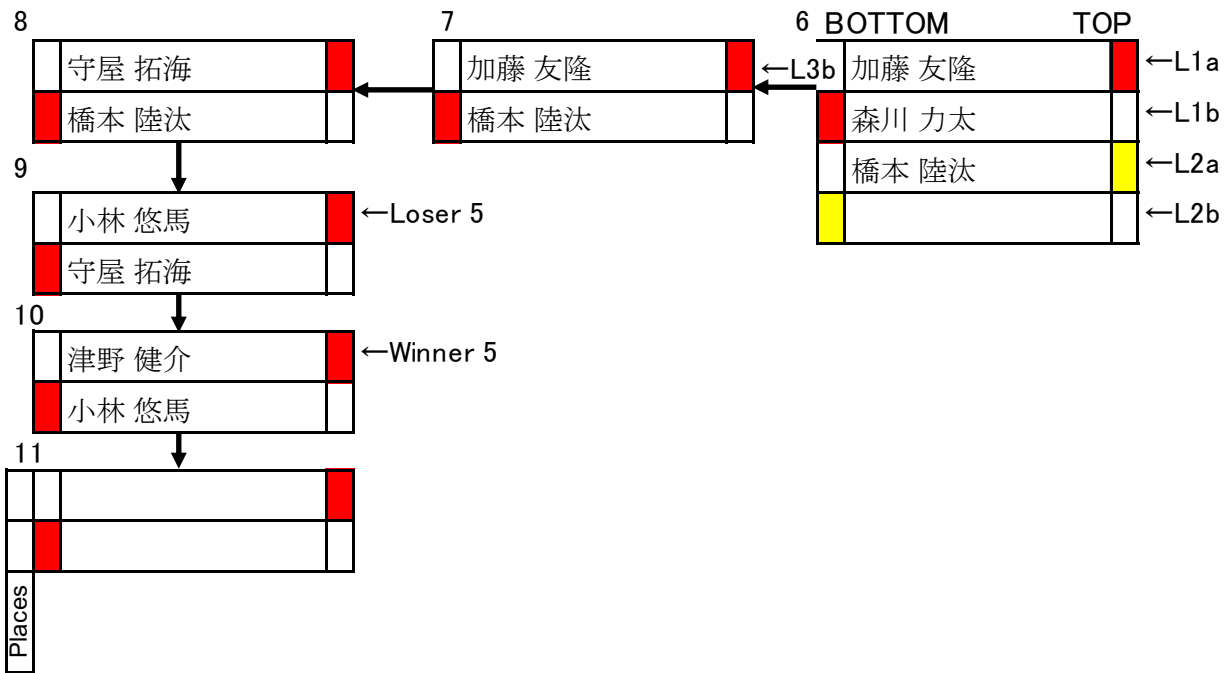 8
守屋 拓海
橋本 陸汰
7
加藤 友隆
←L3b
橋本 陸汰
6 BOTTOM TOP
加藤 友隆
←L1a
森川 力太
←L1b
橋本 陸汰
←L2a
←L2b
9
小林 悠馬
←Loser 5
守屋 拓海
10
津野 健介
←Winner 5
小林 悠馬
11
Places